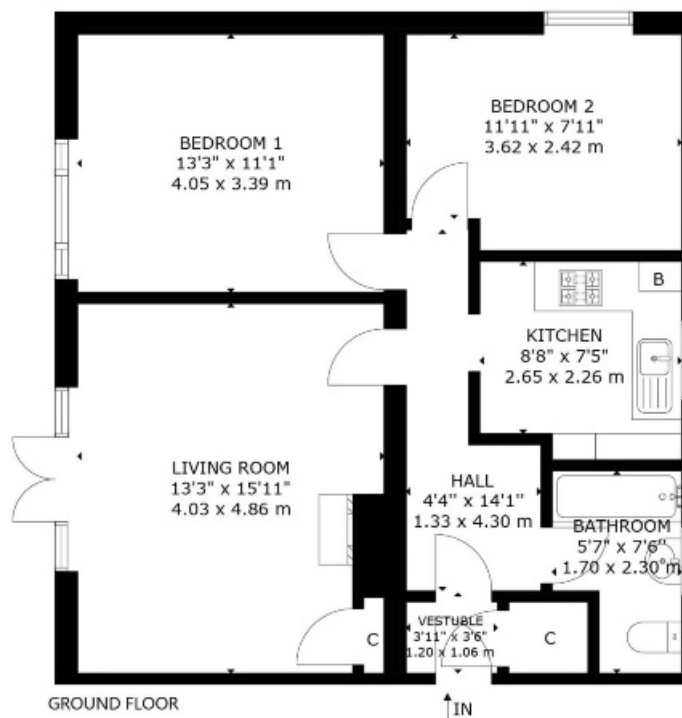 BEDROOM 1
13'3" x 11'1"
4.05 x 3.39 m
BEDROOM 2
11'11" x 7'11"
3.62 x 2.42 m
B
KITCHEN
8'8" x 7'5"
2.65 x 2.26 m
LIVING ROOM
13'3" x 15'11"
4.03 x 4.86 m
HALL
4'4" x 14'1"
1.33 x 4.30 m
BATHROOM
5'7" x 7'6"
1.70 x 2.30 m
VESTUBLE
3'11" x 3'6"
1.20 x 1.06 m
C
C
GROUND FLOOR
IN